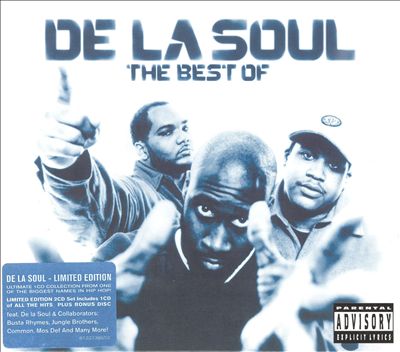 DE LA SOUL
THE BEST OF
DE LA SOUL - LIMITED EDITION
ULTIMATE 1CD COLLECTION FROM ONE
OF THE BIGGEST NAMES IN HIP HOP!
LIMITED EDITION 2CD Set Includes 1CD
of ALL THE HITS PLUS BONUS DISC
feat. De la Soul & Collaborators:
Busta Rhymes, Jungle Brothers,
Common, Mos Def And Many More!
PARENTAL
ADVISORY
EXPLICIT LYRICS